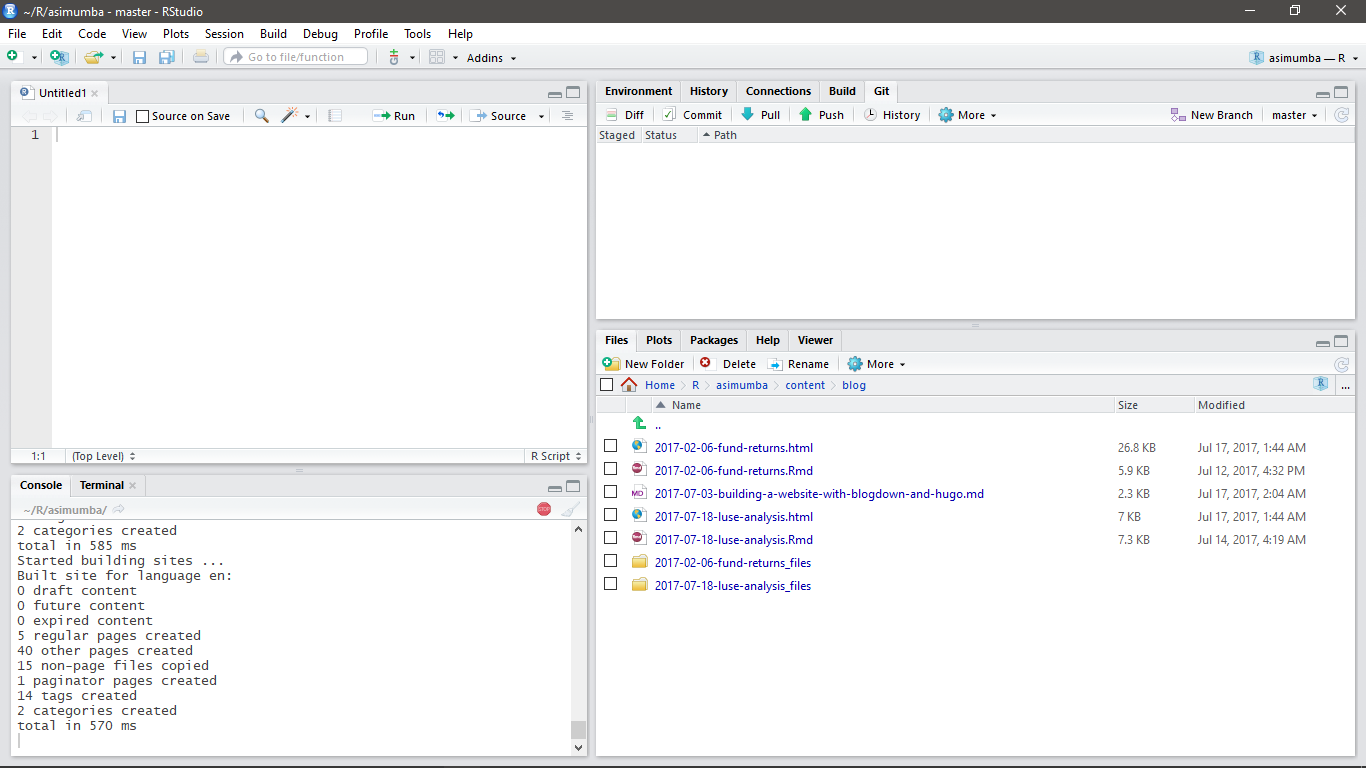 ~/R/asimumba - master - RStudio
File Edit Code View Plots Session Build Debug Profile Tools Help
Go to file/function Addins asimumba — R
Untitled1
Source on Save Run Source
1
1:1 (Top Level) R Script
Console Terminal
~/R/asimumba/
STOP
2 categories created
total in 585 ms
Started building sites ...
Built site for language en:
0 draft content
0 future content
0 expired content
5 regular pages created
40 other pages created
15 non-page files copied
1 paginator pages created
14 tags created
2 categories created
total in 570 ms
Environment History Connections Build Git
Diff Commit Pull Push History More New Branch master
Staged Status Path
Files Plots Packages Help Viewer
New Folder Delete Rename More
Home R asimumba content blog R ...
Name Size Modified
..
2017-02-06-fund-returns.html 26.8 KB Jul 17, 2017, 1:44 AM
2017-02-06-fund-returns.Rmd 5.9 KB Jul 12, 2017, 4:32 PM
MD 2017-07-03-building-a-website-with-blogdown-and-hugo.md 2.3 KB Jul 17, 2017, 2:04 AM
2017-07-18-luse-analysis.html 7 KB Jul 17, 2017, 1:44 AM
2017-07-18-luse-analysis.Rmd 7.3 KB Jul 14, 2017, 4:19 AM
2017-02-06-fund-returns_files
2017-07-18-luse-analysis_files